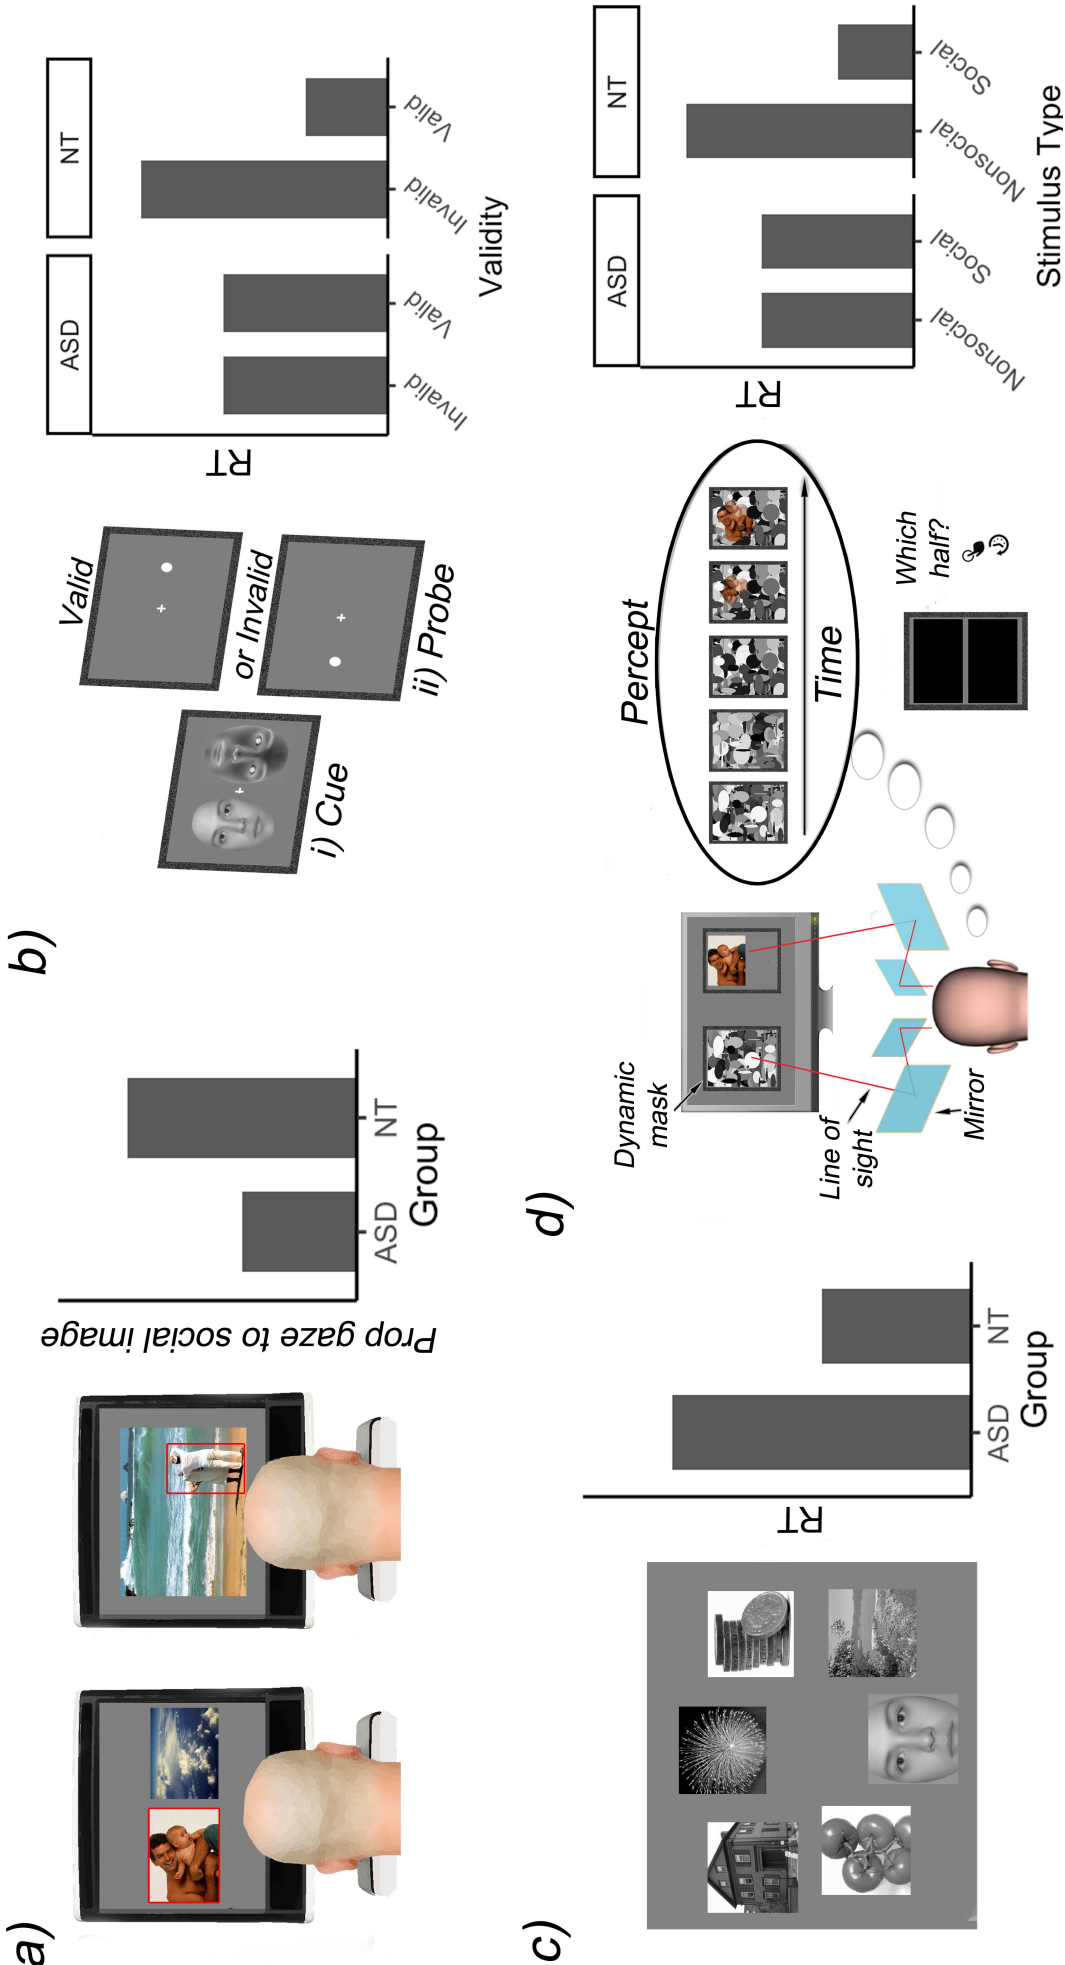 a)
Prop gaze to social image
ASD
NT
Group
b)
i) Cue
Valid
or Invalid
ii) Probe
RT
ASD
NT
Invalid
Valid
Invalid
Valid
Validity
c)
RT
ASD
NT
Group
d)
Dynamic
mask
Line of
sight
Mirror
Percept
Time
Which
half?
RT
ASD
NT
Nonsocial
Social
Nonsocial
Social
Stimulus Type